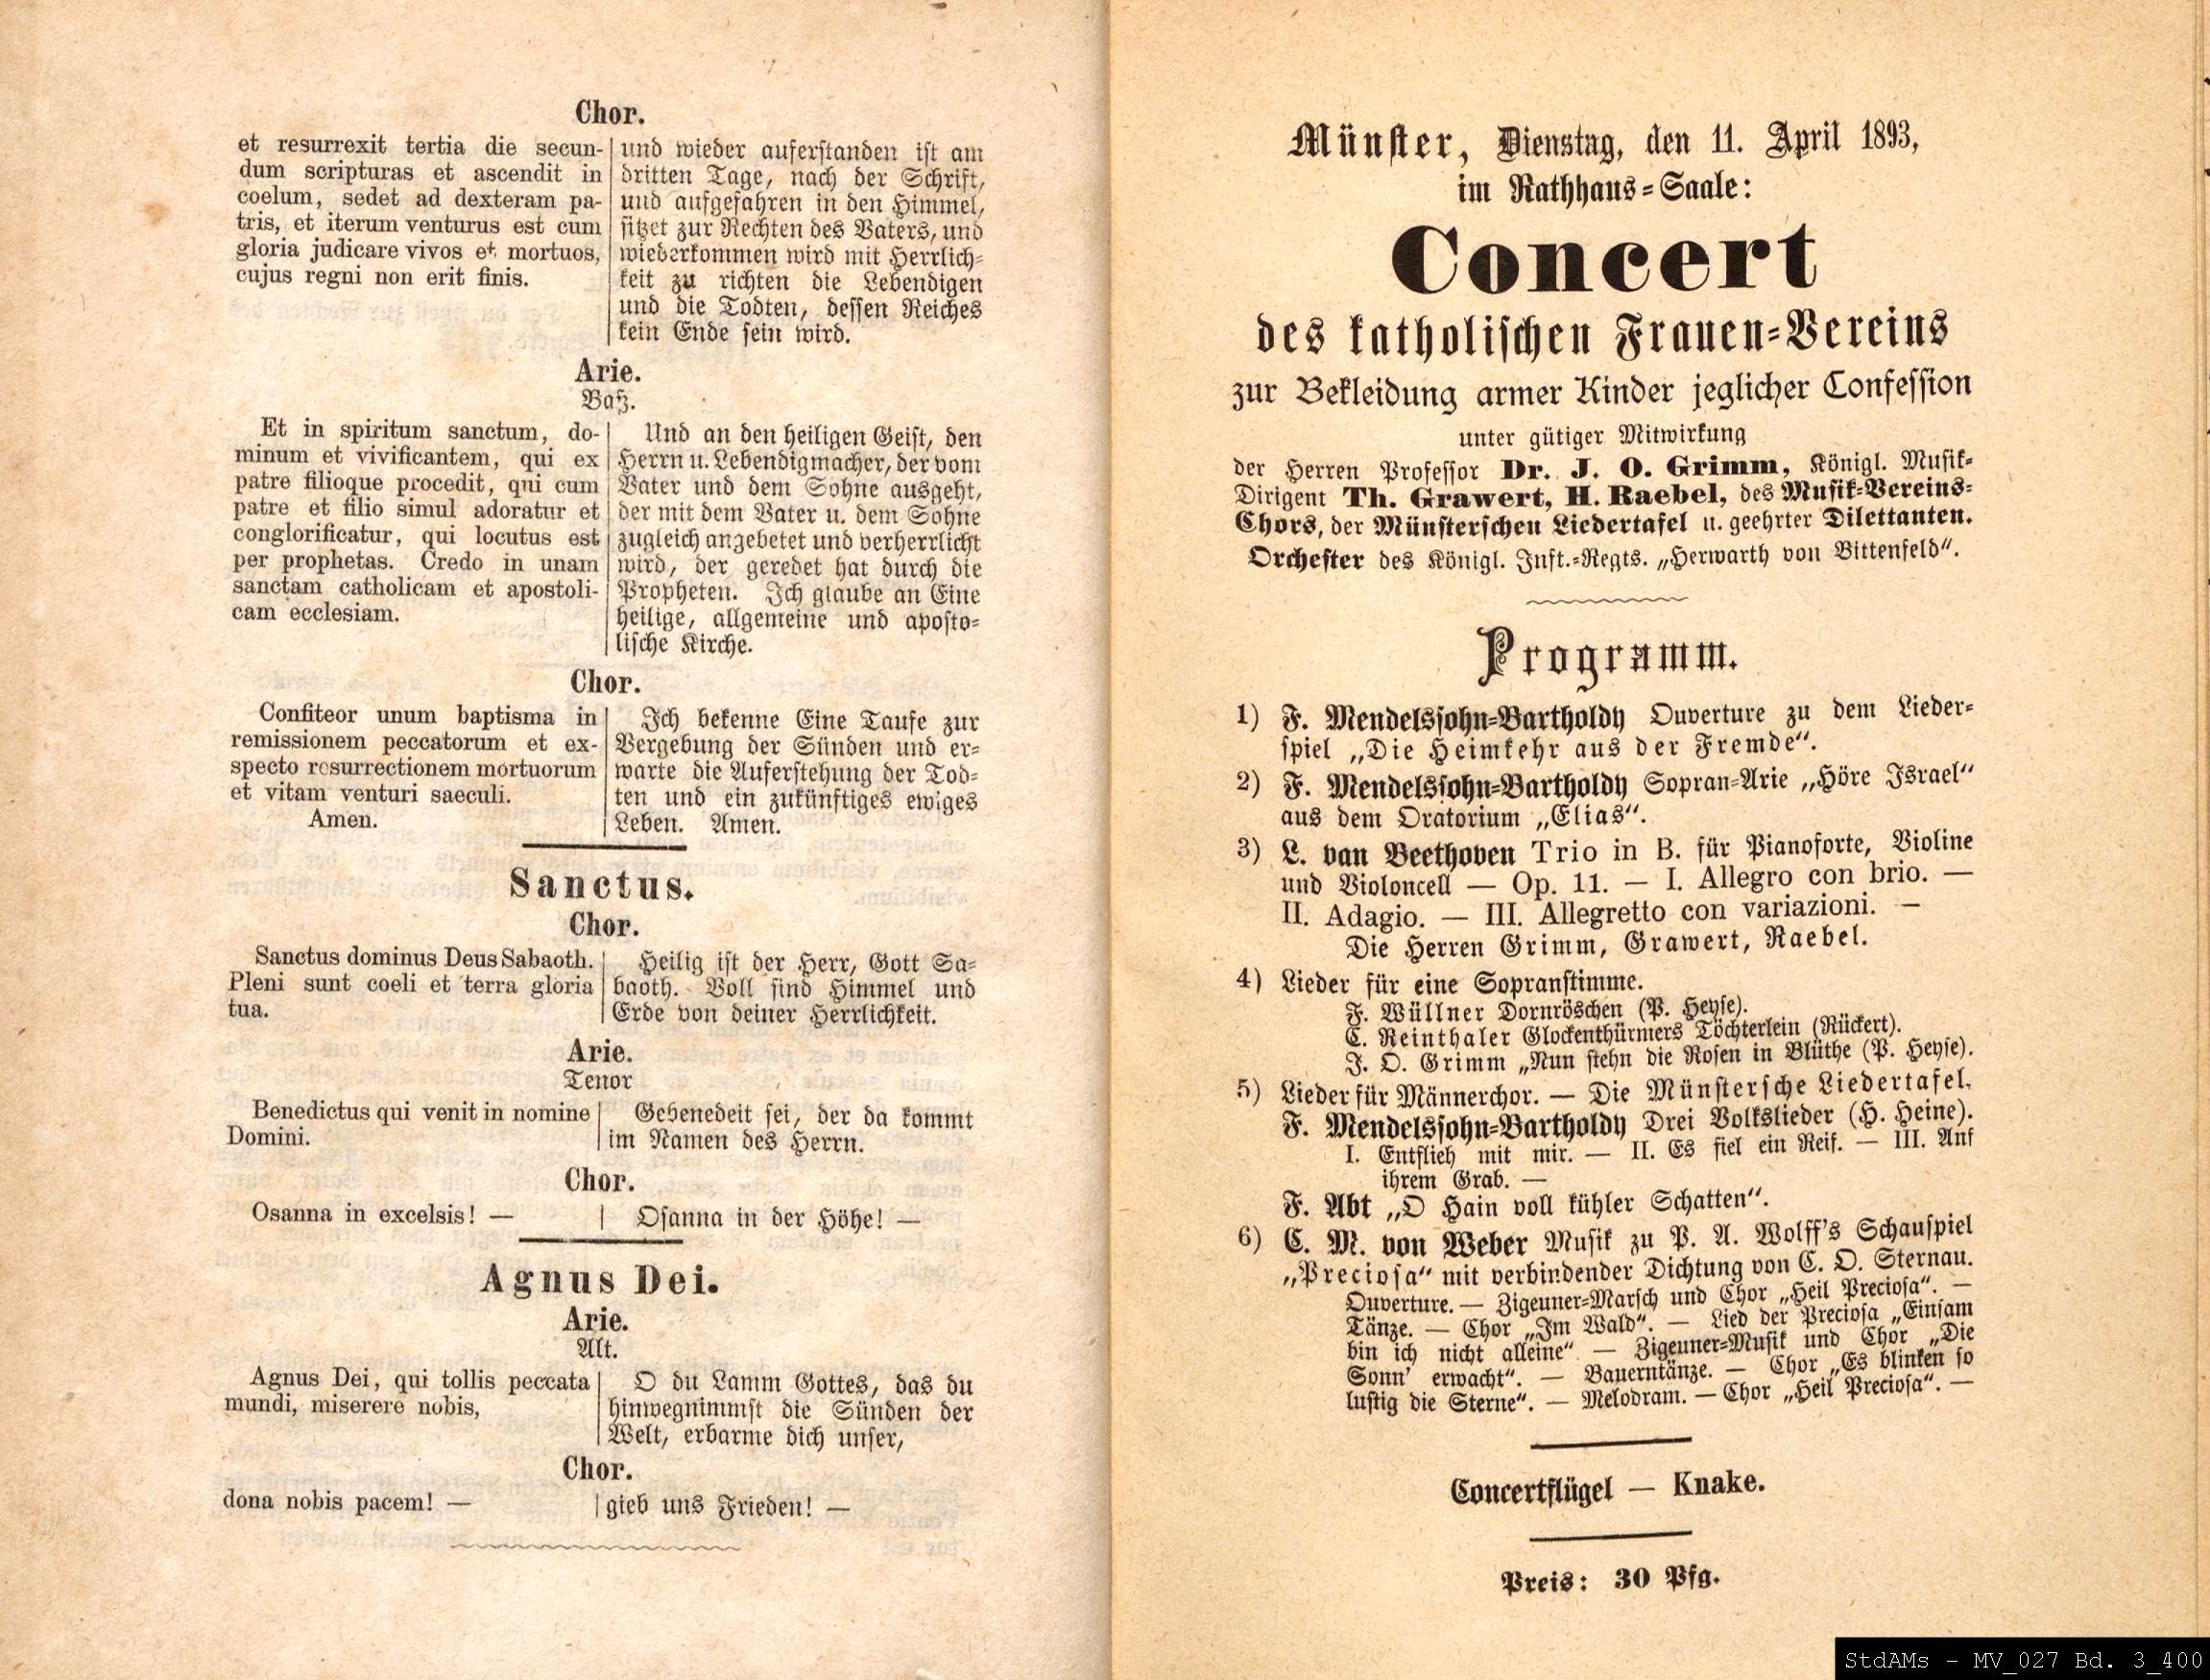 Chor.
et resurrexit tertia die secun-
dum scripturas et ascendit in
coelum, sedet ad dexteram pa-
tris, et iterum venturus est cum
gloria judicare vivos et mortuos,
cujus regni non erit finis.
und wieder auferstanden ist am
dritten Tage, nach der Schrift,
und aufgefahren in den Himmel,
sitzet zur Rechten des Vaters, und
wiederkommen wird mit Herrlich-
keit zu richten die Lebendigen
und die Todten, dessen Reiches
kein Ende sein wird.
Arie.
Baß.
Et in spiritum sanctum, do-
minum et vivificantem, qui ex
patre filioque procedit, qui cum
patre et filio simul adoratur et
conglorificatur, qui locutus est
per prophetas. Credo in unam
sanctam catholicam et apostoli-
cam ecclesiam.
Und an den heiligen Geist, den
Herrn u. Lebendigmacher, der vom
Vater und dem Sohne ausgeht,
der mit dem Vater u. dem Sohne
zugleich angebetet und verherrlicht
wird, der geredet hat durch die
Propheten. Ich glaube an Eine
heilige, allgemeine und aposto-
lische Kirche.
Chor.
Confiteor unum baptisma in
remissionem peccatorum et ex-
specto resurrectionem mortuorum
et vitam venturi saeculi.
Amen.
Ich bekenne Eine Taufe zur
Vergebung der Sünden und er-
warte die Auferstehung der Tod-
ten und ein zukünftiges ewiges
Leben. Amen.
Sanctus.
Chor.
Sanctus dominus Deus Sabaoth.
Pleni sunt coeli et terra gloria
tua.
Heilig ist der Herr, Gott Sa-
baoth. Voll sind Himmel und
Erde von deiner Herrlichkeit.
Arie.
Tenor
Benedictus qui venit in nomine
Domini.
Gebenedeit sei, der da kommt
im Namen des Herrn.
Chor.
Osanna in excelsis! —
Osanna in der Höhe! —
Agnus Dei.
Arie.
Alt.
Agnus Dei, qui tollis peccata
mundi, miserere nobis,
O du Lamm Gottes, das du
hinwegnimmst die Sünden der
Welt, erbarme dich unser,
Chor.
dona nobis pacem! —
gieb uns Frieden! —
Münster, Dienstag, den 11. April 1893,
im Rathhaus-Saale:
Concert
des katholischen Frauen-Vereins
zur Bekleidung armer Kinder jeglicher Confession
unter gütiger Mitwirkung
der Herren Professor Dr. J. O. Grimm, Königl. Musik-
Dirigent Th. Grawert, H. Raebel, des Musik-Vereins-
Chors, der Münsterschen Liedertafel u. geehrter Dilettanten.
Orchester des Königl. Inft.-Regts. „Herwarth von Bittenfeld".
Programm.
1) F. Mendelssohn-Bartholdy Ouverture zu dem Lieder-
spiel „Die Heimkehr aus der Fremde".
2) F. Mendelssohn-Bartholdy Sopran-Arie „Höre Israel"
aus dem Oratorium „Elias".
3) L. van Beethoven Trio in B. für Pianoforte, Violine
und Violoncell — Op. 11. — I. Allegro con brio. —
II. Adagio. — III. Allegretto con variazioni. —
Die Herren Grimm, Grawert, Raebel.
4) Lieder für eine Sopranstimme.
F. Wüllner Dornröschen (P. Heyse).
C. Reinthaler Glockenthürmers Töchterlein (Rückert).
J. O. Grimm „Nun stehn die Rosen in Blüthe (P. Heyse).
5) Lieder für Männerchor. — Die Münstersche Liedertafel.
F. Mendelssohn-Bartholdy Drei Volkslieder (H. Heine).
I. Entflieh mit mir. — II. Es fiel ein Reif. — III. Auf
ihrem Grab. —
F. Abt „O Hain voll kühler Schatten".
6) C. M. von Weber Musik zu P. A. Wolff's Schauspiel
„Preciosa" mit verbindender Dichtung von C. O. Sternau.
Ouverture. — Zigeuner-Marsch und Chor „Heil Preciosa". —
Tänze. — Chor „Im Wald". — Lied der Preciosa „Einsam
bin ich nicht alleine" — Zigeuner-Musik und Chor „Die
Sonn' erwacht". — Bauerntänze. — Chor „Es blinken so
lustig die Sterne". — Melodram. — Chor „Heil Preciosa". —
Concertflügel — Knake.
Preis: 30 Pfg.
StdAMs - MV_027 Bd. 3_400